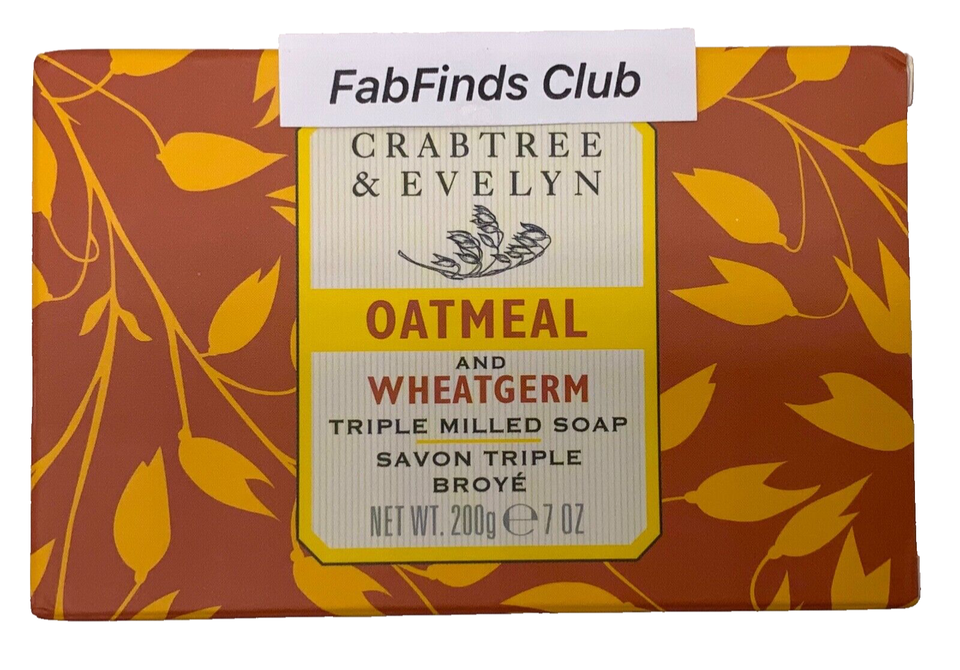 FabFinds Club
CRABTREE
& EVELYN
OATMEAL
AND
WHEATGERM
TRIPLE MILLED SOAP
SAVON TRIPLE
BROYÉ
NET WT. 200g ℮ 7 OZ